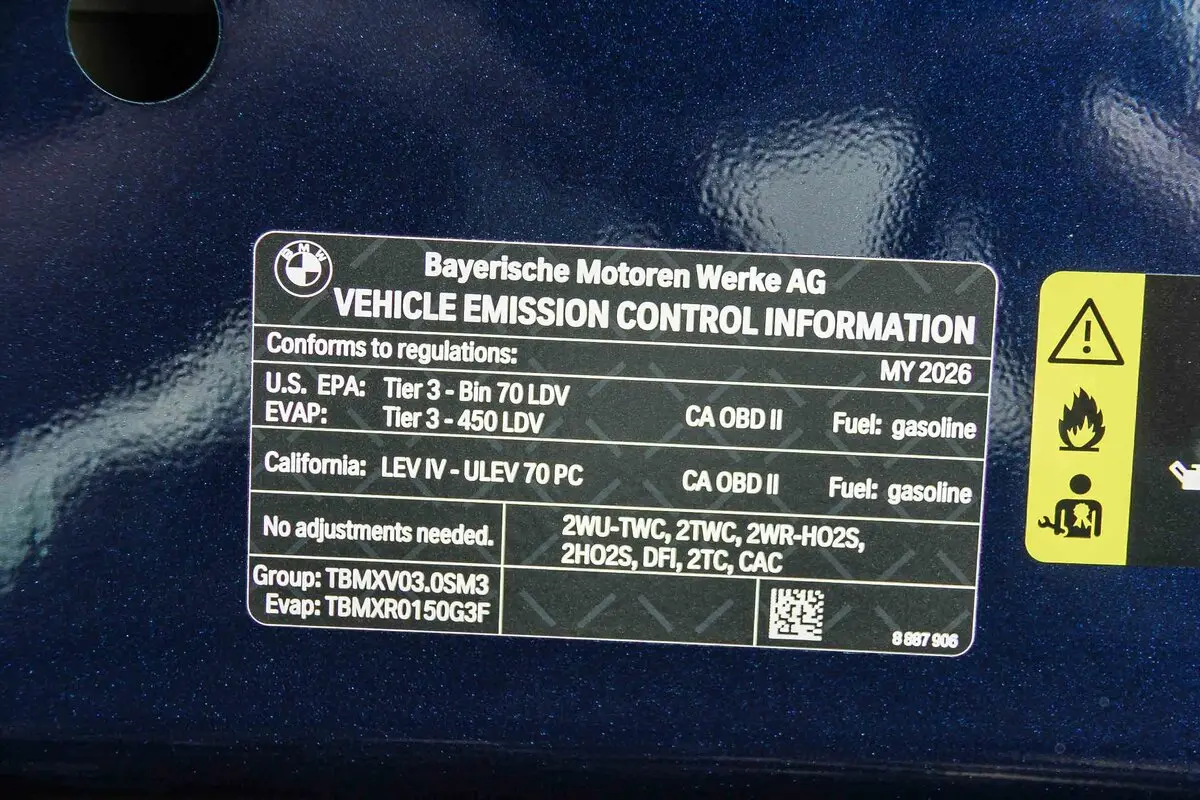 BMW
Bayerische Motoren Werke AG
VEHICLE EMISSION CONTROL INFORMATION
Conforms to regulations: MY 2026
U.S. EPA: Tier 3 - Bin 70 LDV
EVAP: Tier 3 - 450 LDV CA OBD II Fuel: gasoline
California: LEV IV - ULEV 70 PC CA OBD II Fuel: gasoline
No adjustments needed.
2WU-TWC, 2TWC, 2WR-HO2S,
2HO2S, DFI, 2TC, CAC
Group: TBMXV03.0SM3
Evap: TBMXR0150G3F
8 887 906